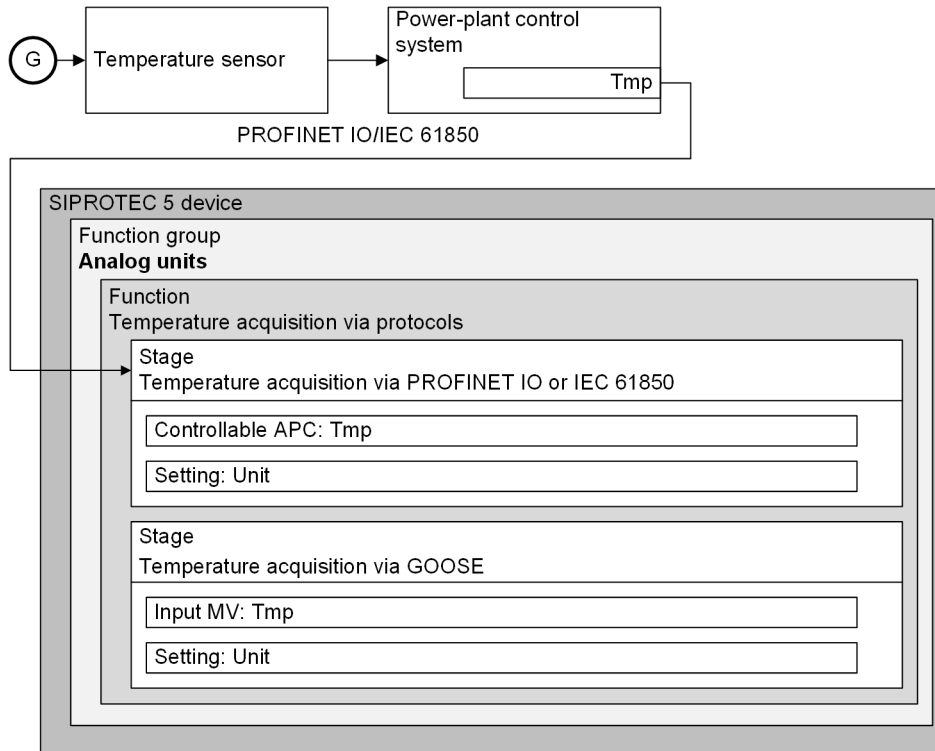 G
Temperature sensor
Power-plant control
system
Tmp
PROFINET IO/IEC 61850
SIPROTEC 5 device
Function group
Analog units
Function
Temperature acquisition via protocols
Stage
Temperature acquisition via PROFINET IO or IEC 61850
Controllable APC: Tmp
Setting: Unit
Stage
Temperature acquisition via GOOSE
Input MV: Tmp
Setting: Unit